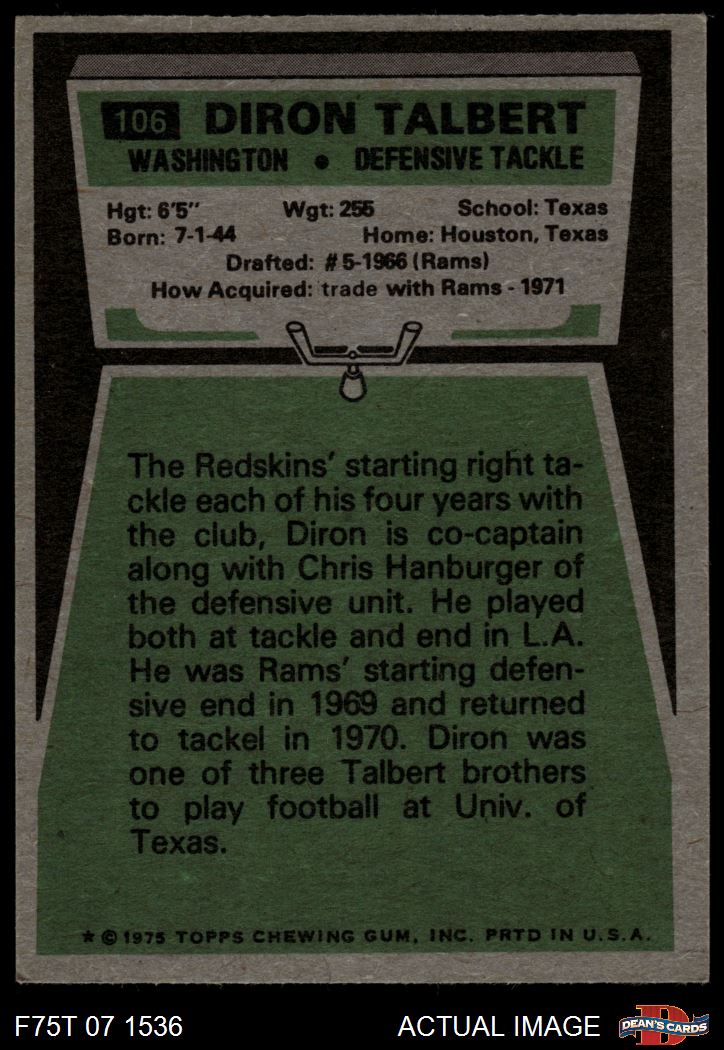 106 DIRON TALBERT
WASHINGTON • DEFENSIVE TACKLE
Hgt: 6'5" Wgt: 255 School: Texas
Born: 7-1-44 Home: Houston, Texas
Drafted: #5-1966 (Rams)
How Acquired: trade with Rams - 1971
The Redskins' starting right ta-
ckle each of his four years with
the club, Diron is co-captain
along with Chris Hanburger of
the defensive unit. He played
both at tackle and end in L.A.
He was Rams' starting defen-
sive end in 1969 and returned
to tackel in 1970. Diron was
one of three Talbert brothers
to play football at Univ. of
Texas.
* © 1975 TOPPS CHEWING GUM, INC. PRTD IN U.S.A.
F75T 07 1536 ACTUAL IMAGE D DEAN'S CARDS